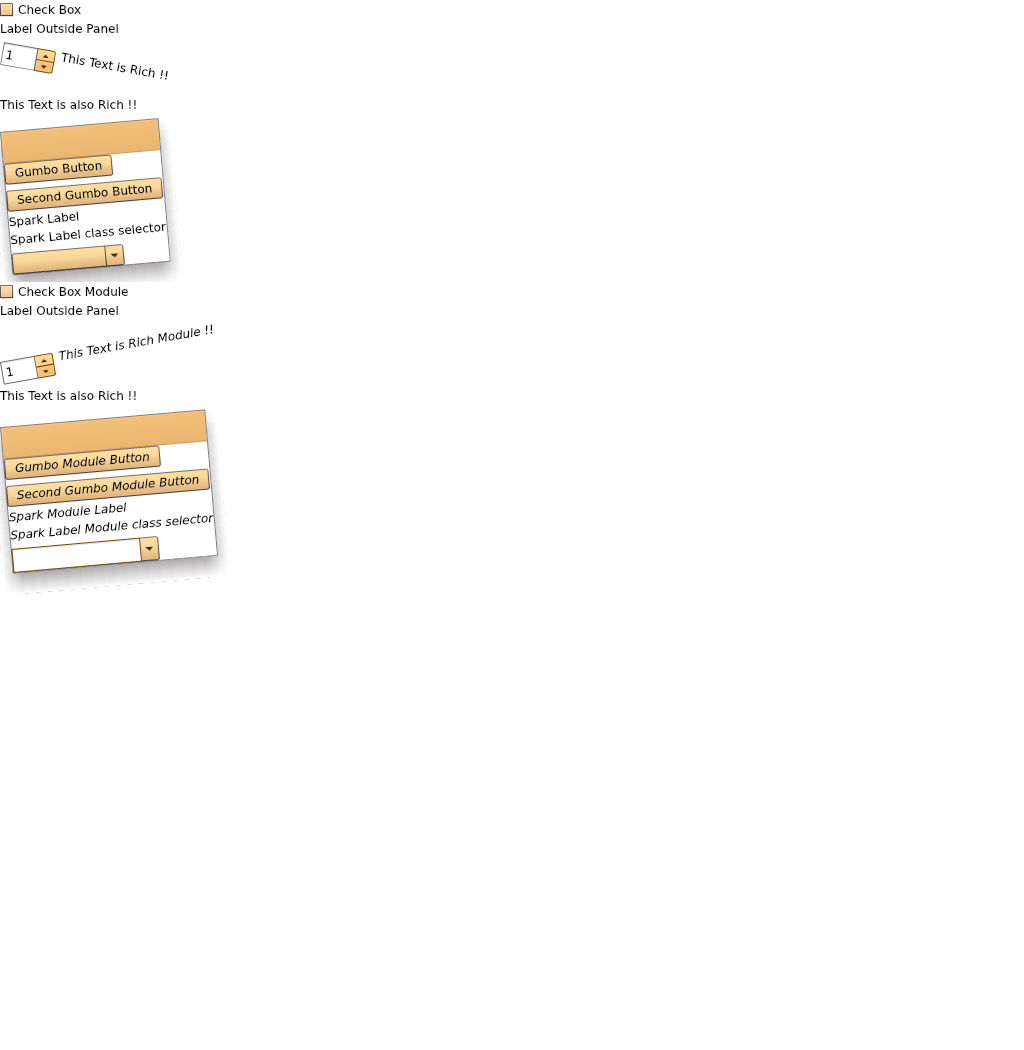 Check Box
Label Outside Panel
1
This Text is Rich !!
This Text is also Rich !!
Gumbo Button
Second Gumbo Button
Spark Label
Spark Label class selector
Check Box Module
Label Outside Panel
This Text is Rich Module !!
1
This Text is also Rich !!
Gumbo Module Button
Second Gumbo Module Button
Spark Module Label
Spark Label Module class selector